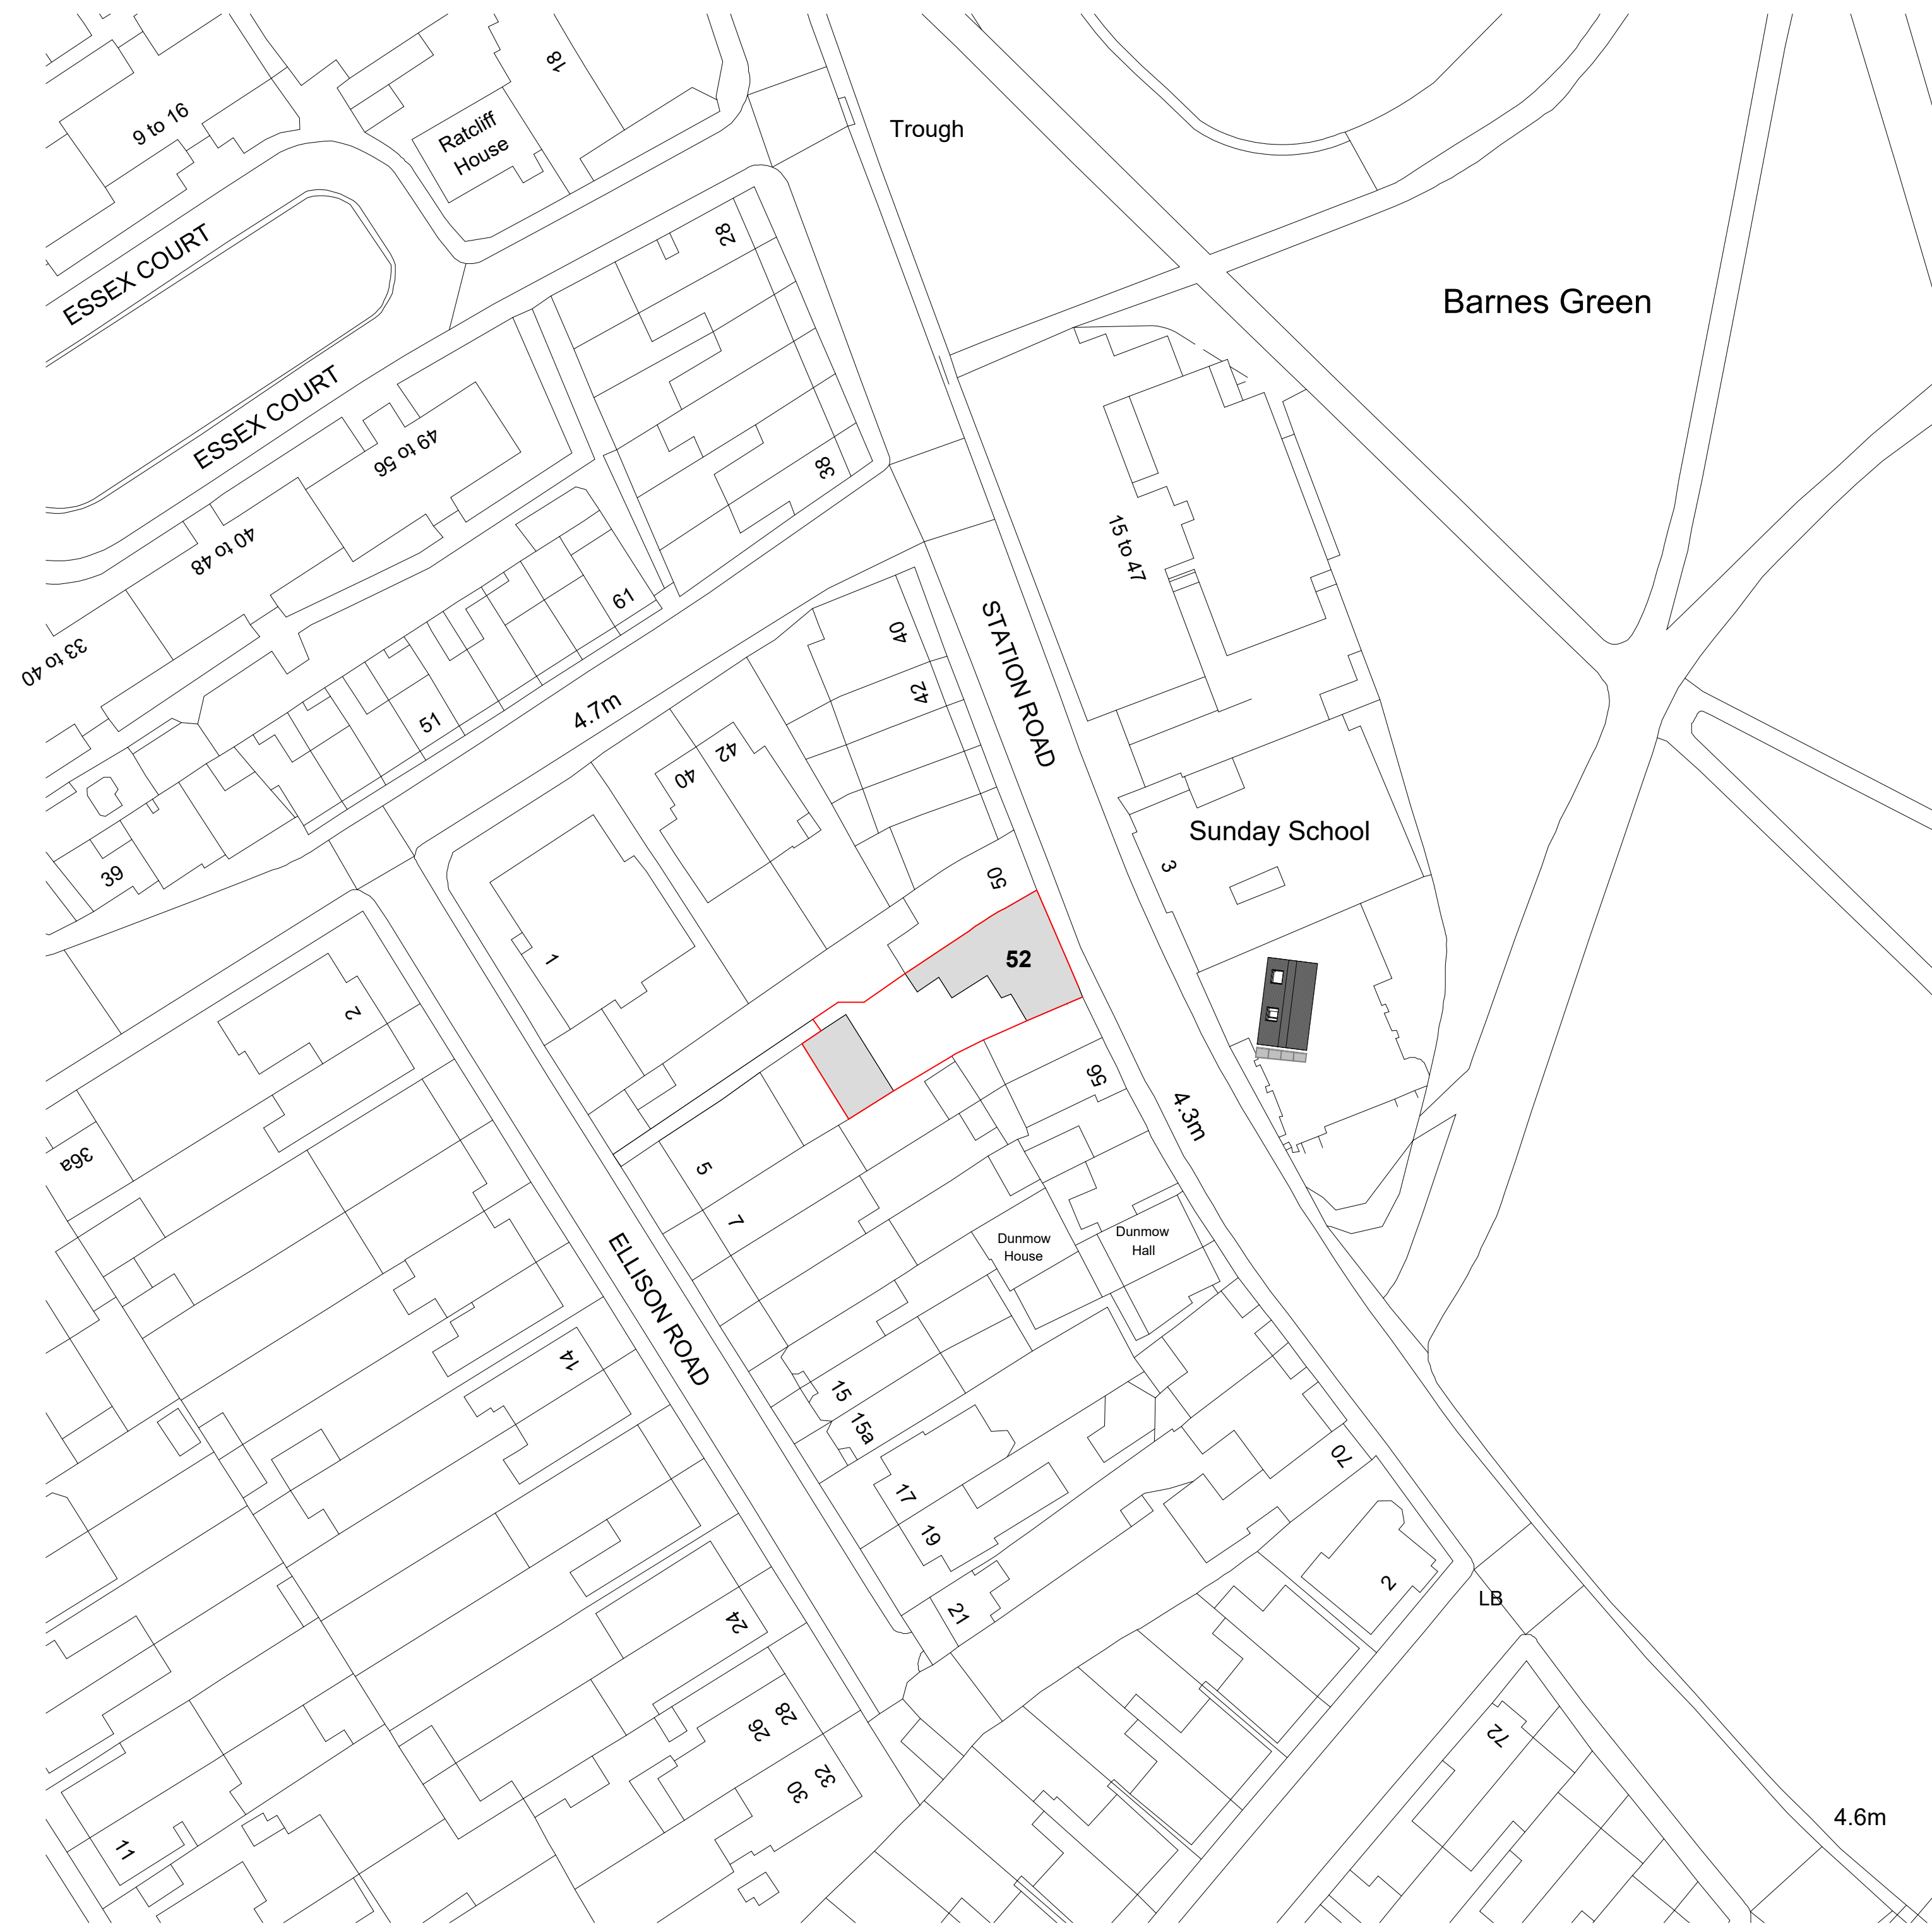 18
Trough
9 to 16
Ratcliff
House
ESSEX COURT
28
Barnes Green
ESSEX COURT
49 to 56
38
40 to 48
15 to 47
61
33 to 40
40
STATION ROAD
42
4.7m
51
42
40
Sunday School
3
39
50
52
1
2
56
4.3m
36a
5
7
Dunmow
House
Dunmow
Hall
ELLISON ROAD
14
15
15a
70
17
19
2
LB
21
24
28
26
72
32
30
4.6m
11